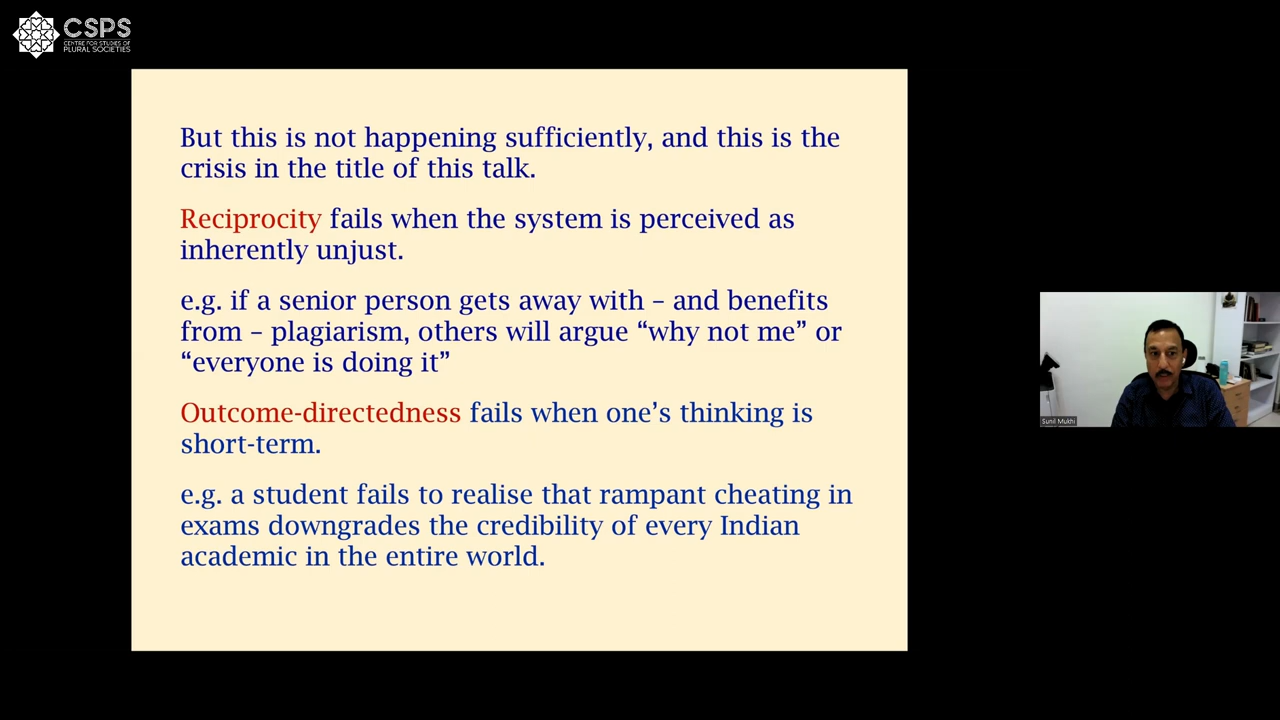 CSPS
CENTRE FOR STUDIES OF
PLURAL SOCIETIES
But this is not happening sufficiently, and this is the
crisis in the title of this talk.
Reciprocity fails when the system is perceived as
inherently unjust.
e.g. if a senior person gets away with – and benefits
from – plagiarism, others will argue “why not me” or
“everyone is doing it”
Outcome-directedness fails when one’s thinking is
short-term.
e.g. a student fails to realise that rampant cheating in
exams downgrades the credibility of every Indian
academic in the entire world.
Sunil Mukhi